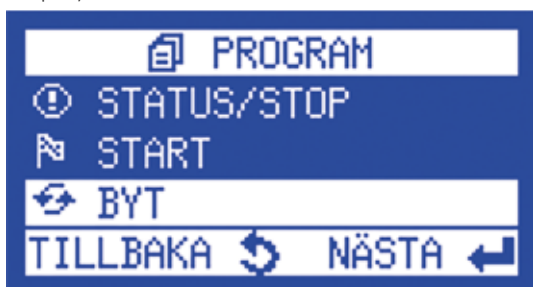 PROGRAM
STATUS/STOP
START
BYT
TILLBAKA NÄSTA